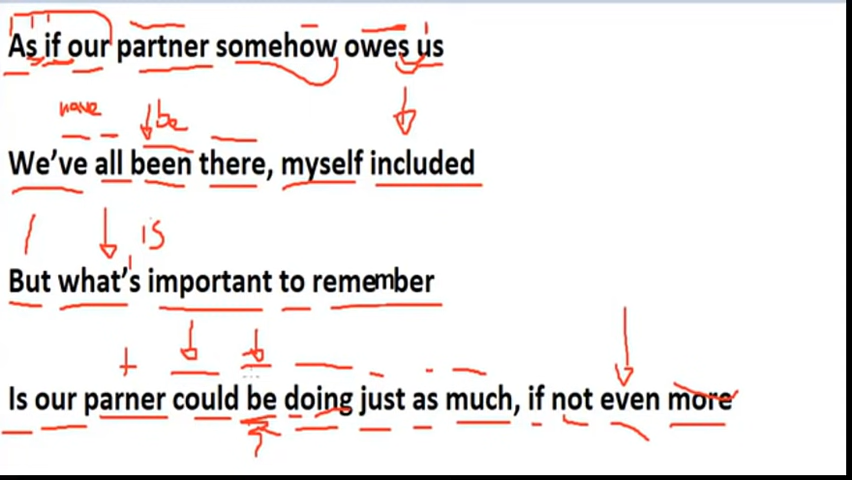 As if our partner somehow owes us
have be
We've all been there, myself included
is
But what's important to remember
t
Is our parner could be doing just as much, if not even more